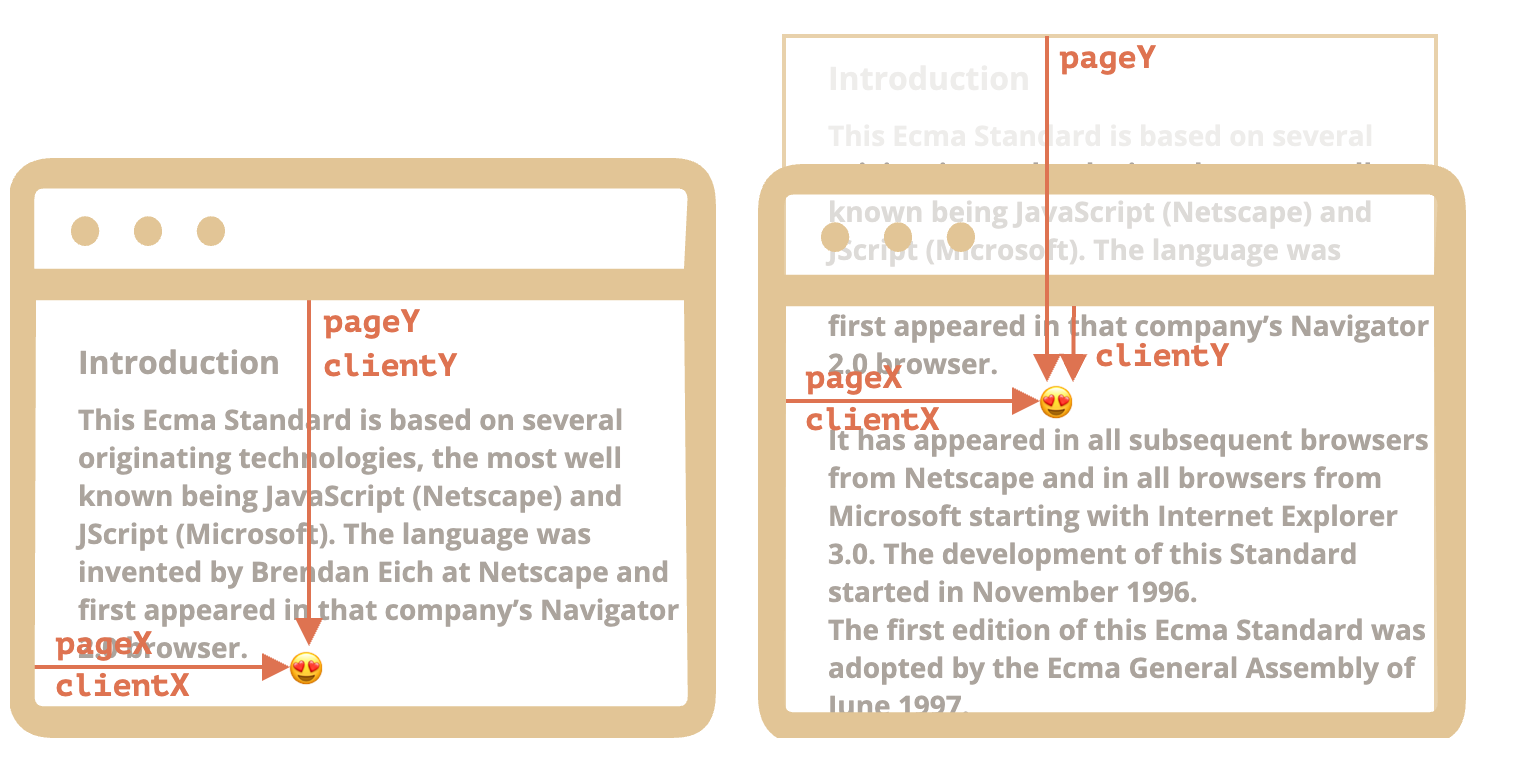 pageY
clientY
Introduction
This Ecma Standard is based on several
originating technologies, the most well
known being JavaScript (Netscape) and
JScript (Microsoft). The language was
invented by Brendan Eich at Netscape and
first appeared in that company’s Navigator
2.0 browser.
pageX
clientX
pageY
Introduction
This Ecma Standard is based on several
known being JavaScript (Netscape) and
JScript (Microsoft). The language was
first appeared in that company’s Navigator
2.0 browser.
clientY
pageX
clientX
It has appeared in all subsequent browsers
from Netscape and in all browsers from
Microsoft starting with Internet Explorer
3.0. The development of this Standard
started in November 1996.
The first edition of this Ecma Standard was
adopted by the Ecma General Assembly of
June 1997.